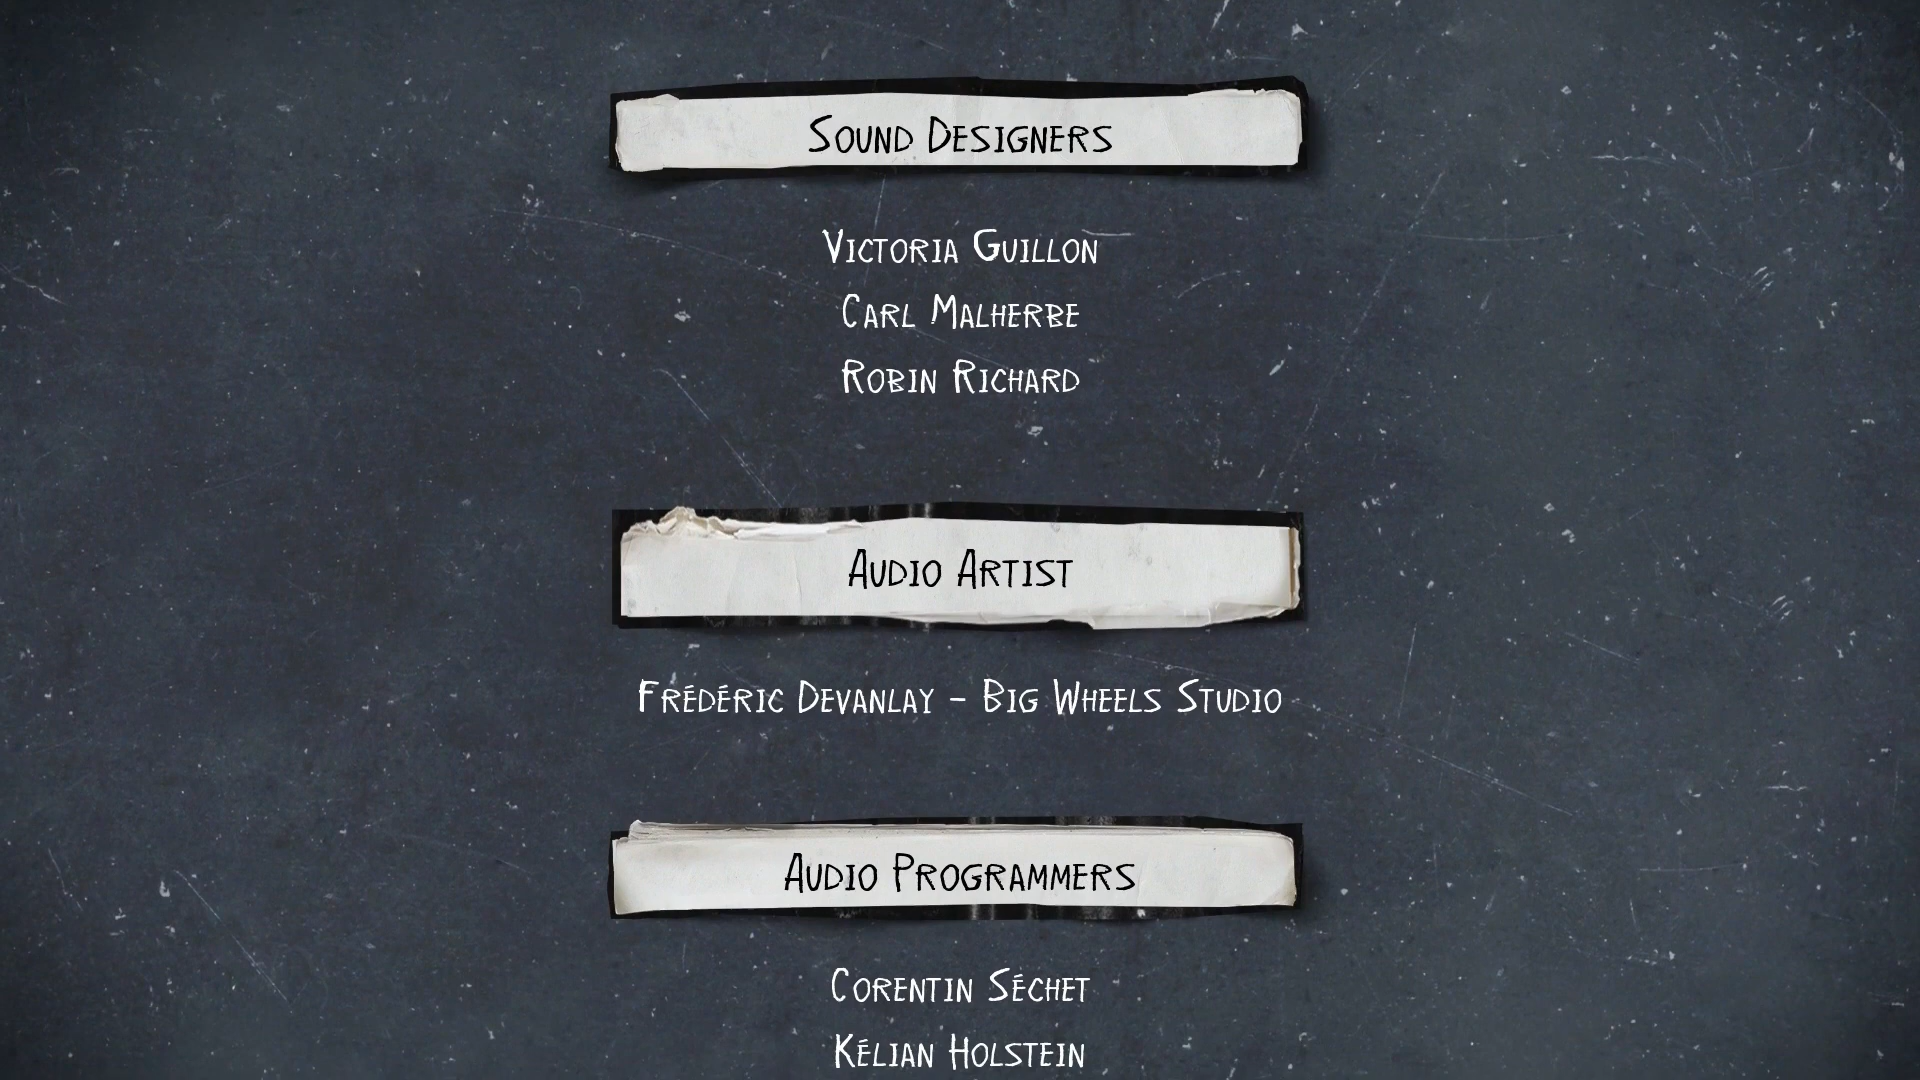 Sound Designers
Victoria Guillon
Carl Malherbe
Robin Richard
Audio Artist
Frédéric Devanlay – Big Wheels Studio
Audio Programmers
Corentin Séchet
Kélian Holstein